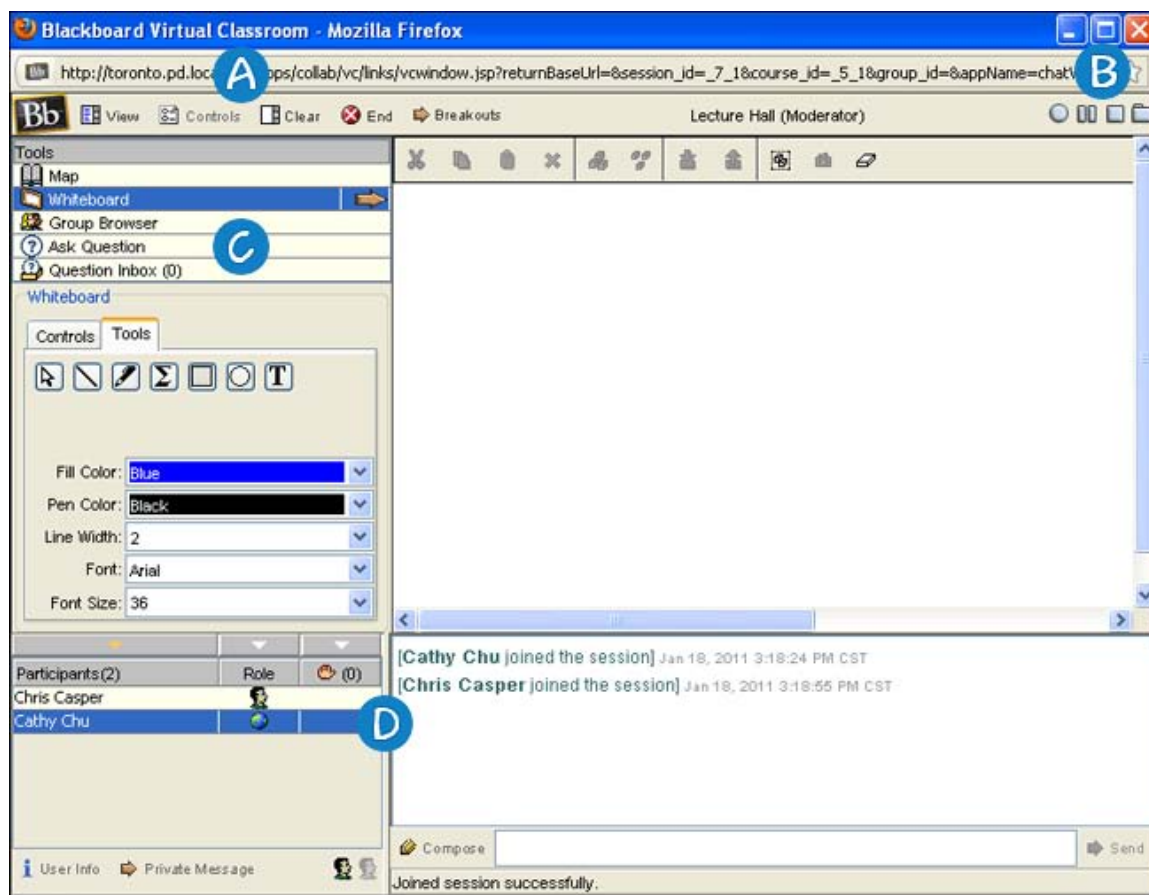 Blackboard Virtual Classroom - Mozilla Firefox
http://toronto.pd.loca A pps/collab/vc/links/vcwindow.jsp?returnBaseUrl=&session_id=_7_1&course_id=_5_1&group_id=&appName=chat B
Bb View Controls Clear End Breakouts Lecture Hall (Moderator)
Tools
Map
Whiteboard
Group Browser
C
? Ask Question
Question Inbox (0)
Whiteboard
Controls Tools
Σ T
Fill Color: Blue
Pen Color: Black
Line Width: 2
Font: Arial
Font Size: 36
Participants(2) Role (0)
Chris Casper
Cathy Chu
D
i User Info Private Message
[Cathy Chu joined the session] Jan 18, 2011 3:18:24 PM CST
[Chris Casper joined the session] Jan 18, 2011 3:18:55 PM CST
Compose Send
Joined session successfully.